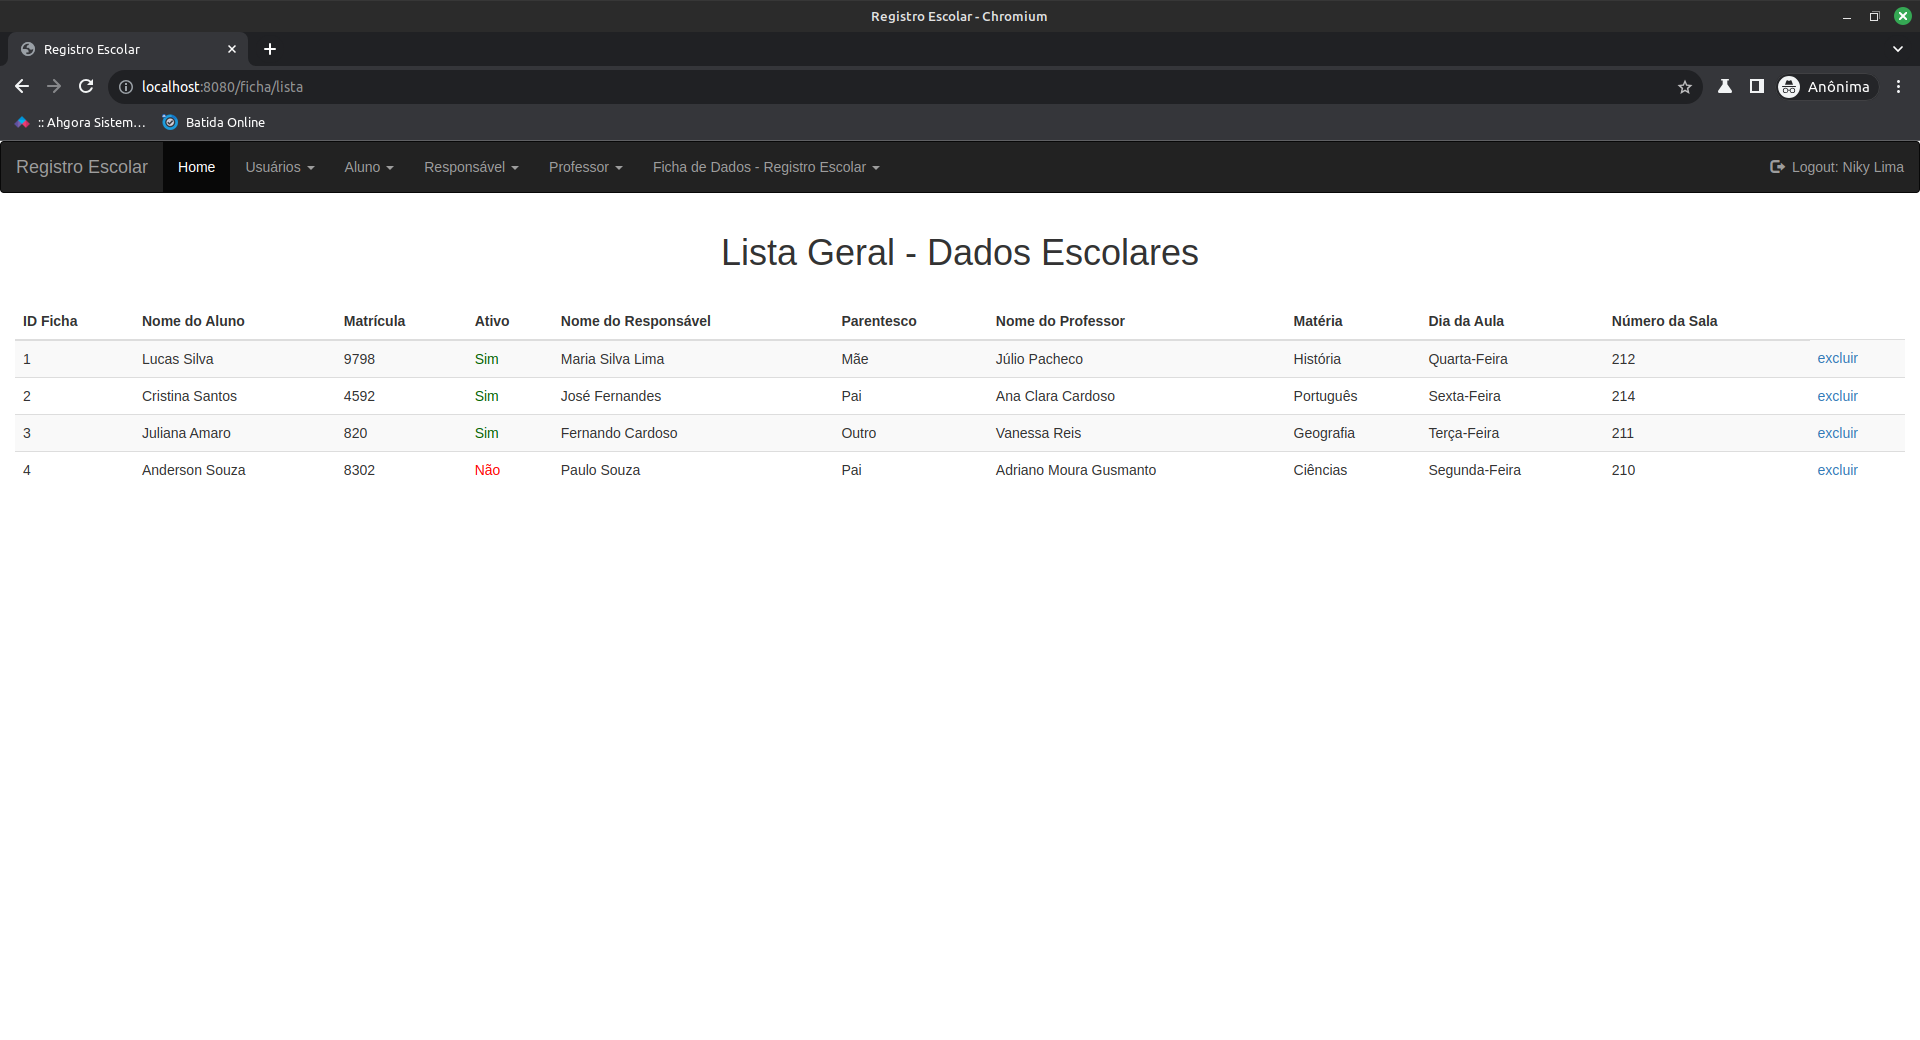 Registro Escolar - Chromium
Registro Escolar
localhost:8080/ficha/lista
Anônima
:: Ahgora Sistem...
Batida Online
Registro Escolar Home Usuários Aluno Responsável Professor Ficha de Dados - Registro Escolar Logout: Niky Lima
Lista Geral - Dados Escolares
ID Ficha Nome do Aluno Matrícula Ativo Nome do Responsável Parentesco Nome do Professor Matéria Dia da Aula Número da Sala
1 Lucas Silva 9798 Sim Maria Silva Lima Mãe Júlio Pacheco História Quarta-Feira 212 excluir
2 Cristina Santos 4592 Sim José Fernandes Pai Ana Clara Cardoso Português Sexta-Feira 214 excluir
3 Juliana Amaro 820 Sim Fernando Cardoso Outro Vanessa Reis Geografia Terça-Feira 211 excluir
4 Anderson Souza 8302 Não Paulo Souza Pai Adriano Moura Gusmanto Ciências Segunda-Feira 210 excluir